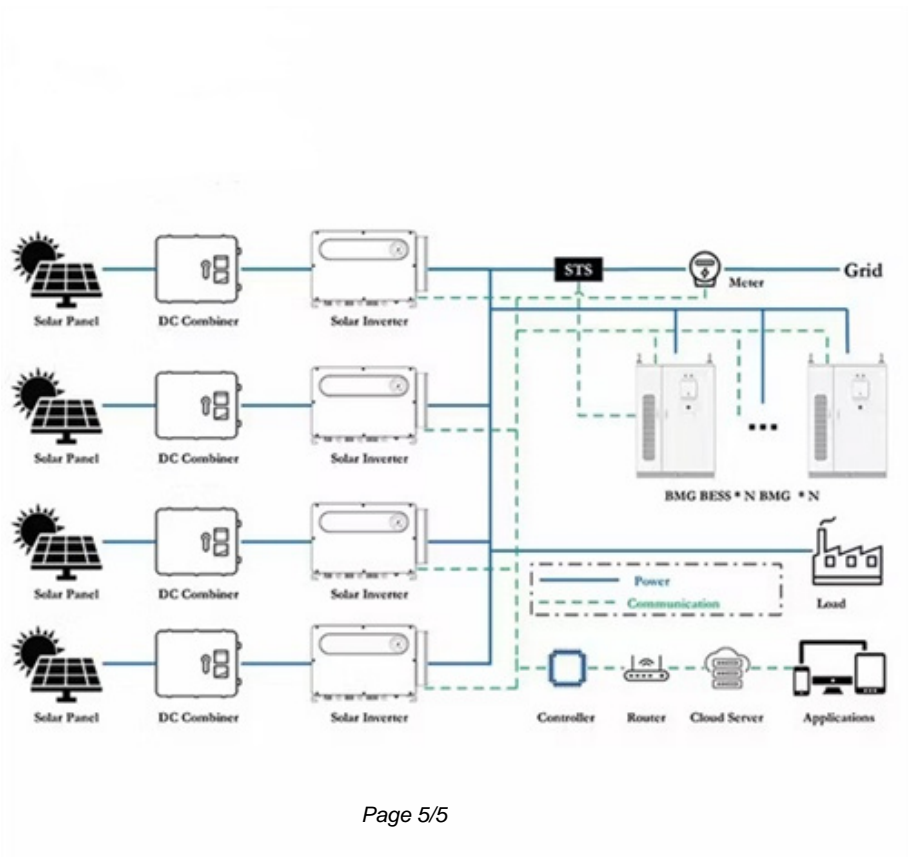 STS
Meter
Grid
Solar Panel
DC Combiner
Solar Inverter
Solar Panel
DC Combiner
Solar Inverter
BMG BESS * N BMG * N
Solar Panel
DC Combiner
Solar Inverter
Power
Communication
Load
Solar Panel
DC Combiner
Solar Inverter
Controller
Router
Cloud Server
Applications
Page 5/5